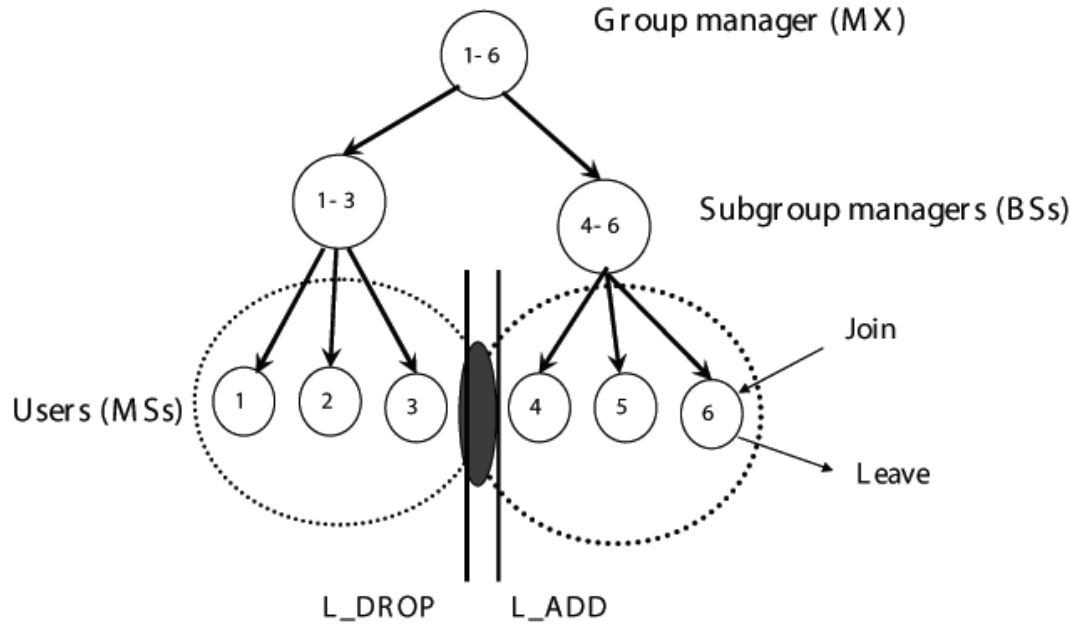 Group manager (MX)
1-6
1-3
Subgroup managers (BSs)
4-6
Join
Users (MSs)
1
2
3
4
5
6
Leave
L_DROP
L_ADD